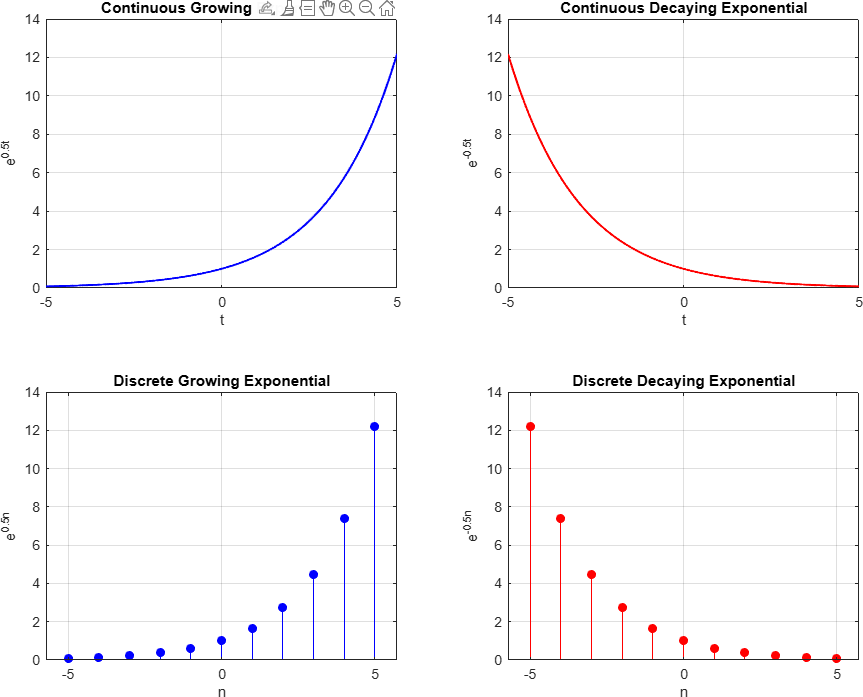 Continuous Growing
14
12
10
8
6
4
2
0
-5 0 5
t
e^0.5t
Continuous Decaying Exponential
14
12
10
8
6
4
2
0
-5 0 5
t
e^-0.5t
Discrete Growing Exponential
14
12
10
8
6
4
2
0
-5 0 5
n
e^0.5n
Discrete Decaying Exponential
14
12
10
8
6
4
2
0
-5 0 5
n
e^-0.5n